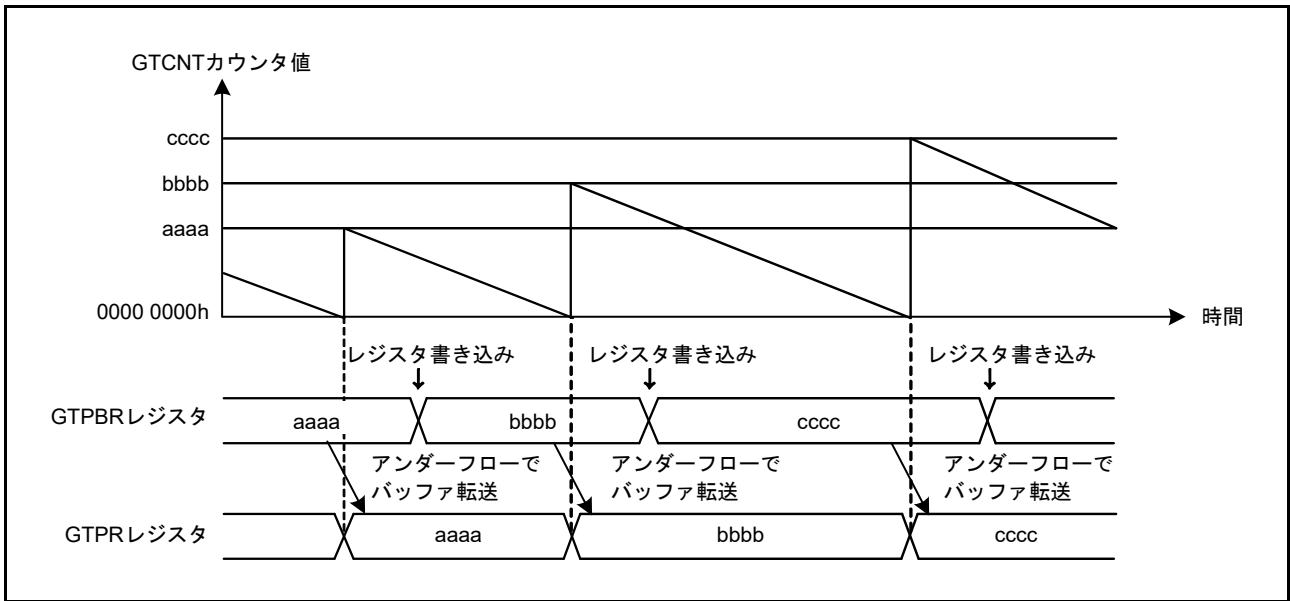 GTCNTカウンタ値
cccc
bbbb
aaaa
0000 0000h
時間
レジスタ書き込み
レジスタ書き込み
レジスタ書き込み
GTPBRレジスタ
aaaa
bbbb
cccc
アンダーフローで
バッファ転送
アンダーフローで
バッファ転送
アンダーフローで
バッファ転送
GTPRレジスタ
aaaa
bbbb
cccc